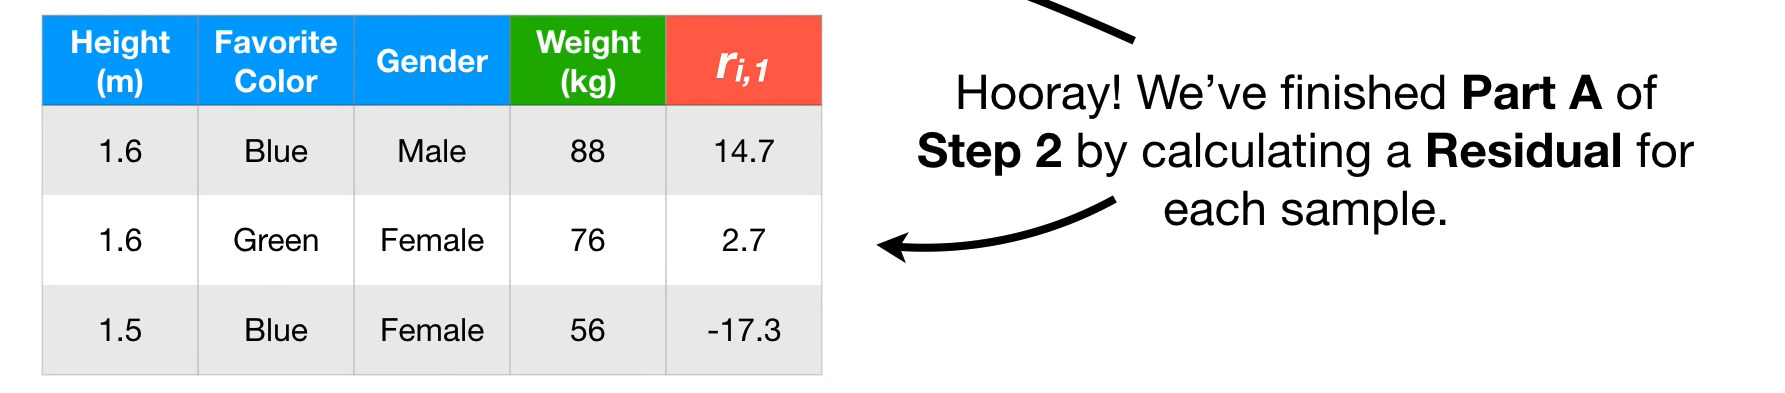 Height (m) Favorite Color Gender Weight (kg) ri,1
1.6 Blue Male 88 14.7
1.6 Green Female 76 2.7
1.5 Blue Female 56 -17.3
Hooray! We’ve finished Part A of
Step 2 by calculating a Residual for
each sample.